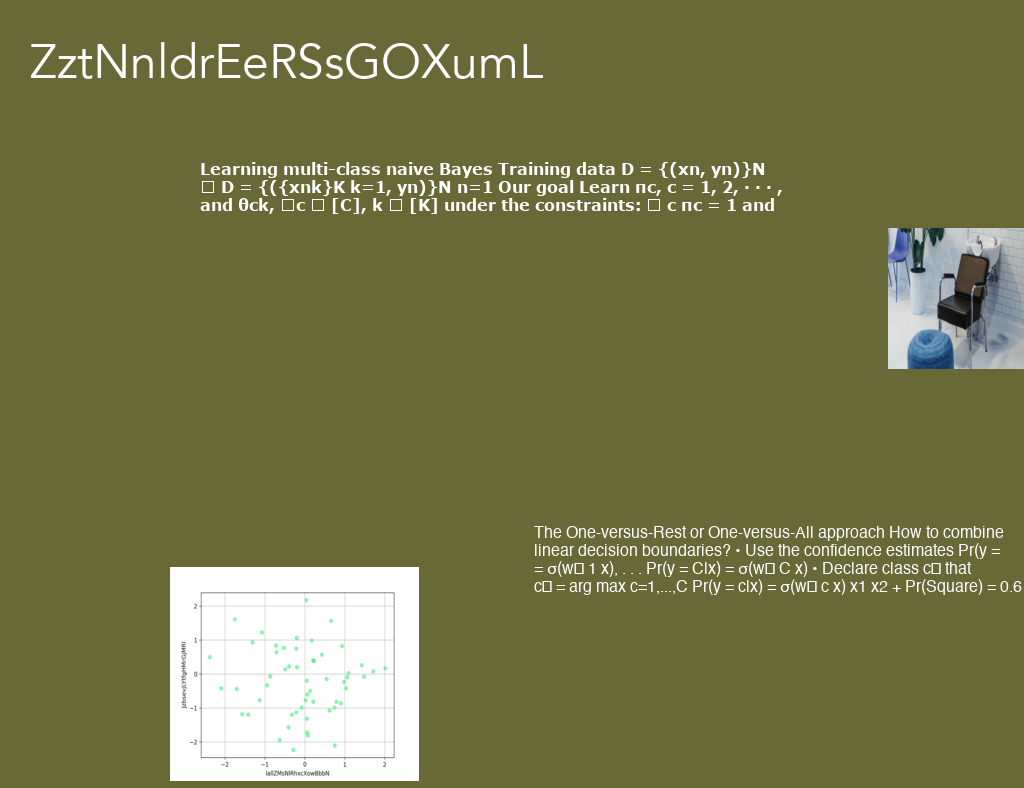 ZztNnldrEeRSsGOXumL
Learning multi-class naive Bayes Training data D = {(xn, yn)}N
□ D = {({xnk}K k=1, yn)}N n=1 Our goal Learn πc, c = 1, 2, · · · ,
and θck, □c □ [C], k □ [K] under the constraints: □ c πc = 1 and
The One-versus-Rest or One-versus-All approach How to combine
linear decision boundaries? • Use the confidence estimates Pr(y =
= σ(w□ 1 x), . . . Pr(y = C|x) = σ(w□ C x) • Declare class c□ that
c□ = arg max c=1,...,C Pr(y = c|x) = σ(w□ c x) x1 x2 + Pr(Square) = 0.6
2
1
0
−1
−2
−2 −1 0 1 2